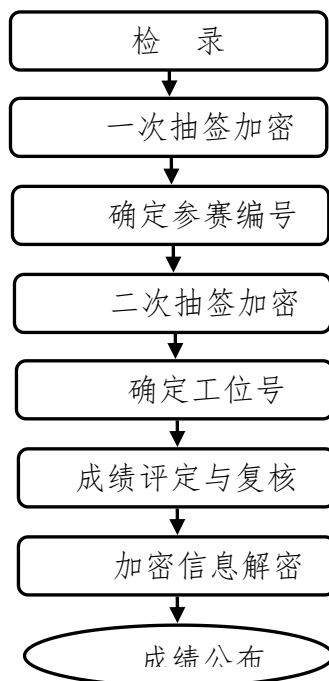 检 录
一次抽签加密
确定参赛编号
二次抽签加密
确定工位号
成绩评定与复核
加密信息解密
成绩公布